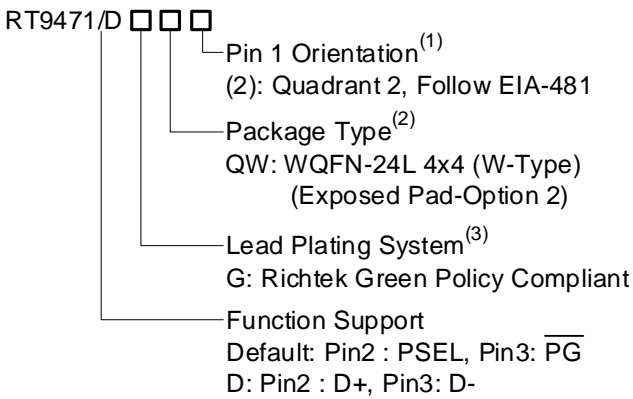 RT9471/D □ □ □
Pin 1 Orientation(1)
(2): Quadrant 2, Follow EIA-481
Package Type(2)
QW: WQFN-24L 4x4 (W-Type)
(Exposed Pad-Option 2)
Lead Plating System(3)
G: Richtek Green Policy Compliant
Function Support
Default: Pin2 : PSEL, Pin3: P̅G̅
D: Pin2 : D+, Pin3: D-